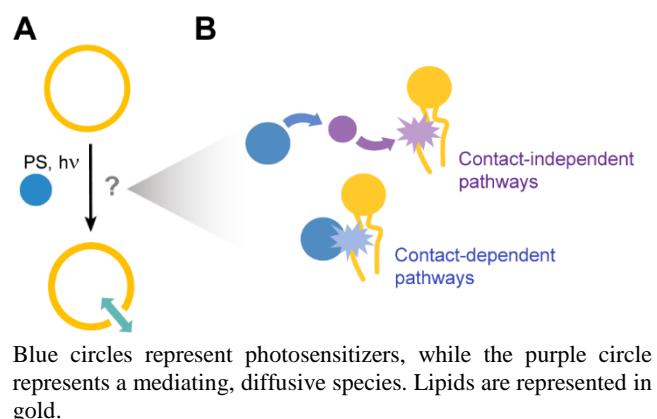 A
B
PS, hν
?
Contact-independent
pathways
Contact-dependent
pathways
Blue circles represent photosensitizers, while the purple circle
represents a mediating, diffusive species. Lipids are represented in
gold.